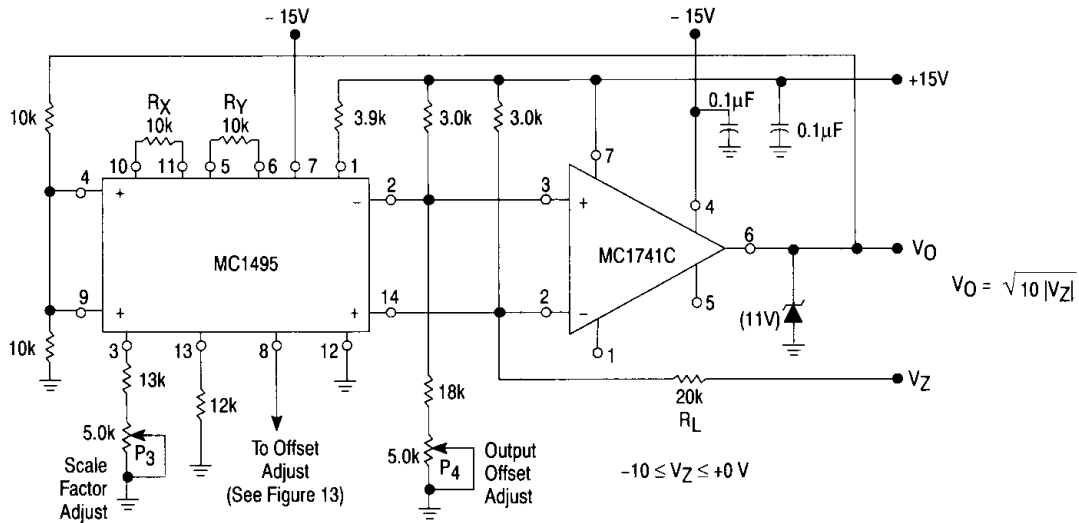 – 15V
– 15V
+15V
10k
RX
10k
RY
10k
3.9k
3.0k
3.0k
0.1µF
0.1µF
10
11
5
6
7
1
4
+
–
2
3
+
7
4
MC1495
MC1741C
6
VO
VO = √10 |VZ|
9
+
+
14
2
–
5
(11V)
1
10k
3
13
8
12
VZ
13k
12k
18k
20k
RL
5.0k
P3
Scale
Factor
Adjust
To Offset
Adjust
(See Figure 13)
5.0k
P4
Output
Offset
Adjust
–10 ≤ VZ ≤ +0 V